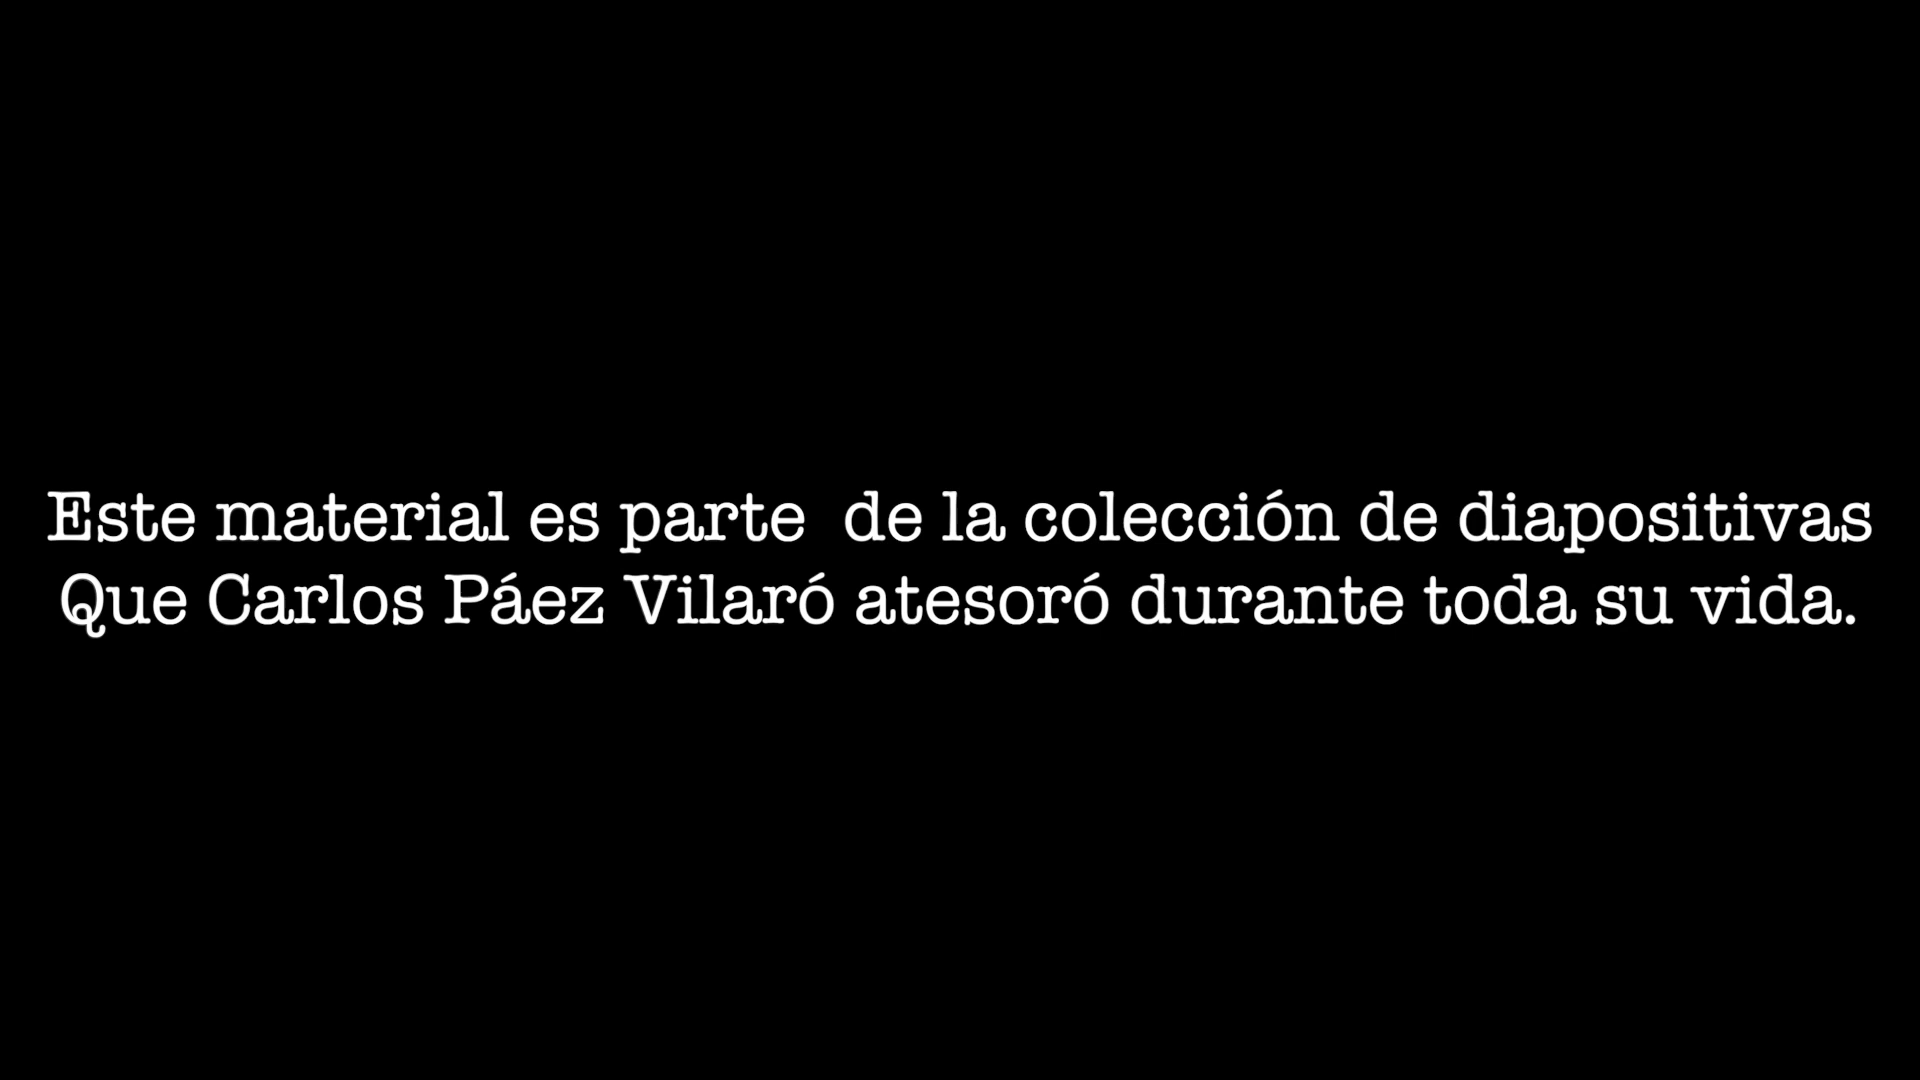 Este material es parte  de la colección de diapositivas
Que Carlos Páez Vilaró atesoró durante toda su vida.